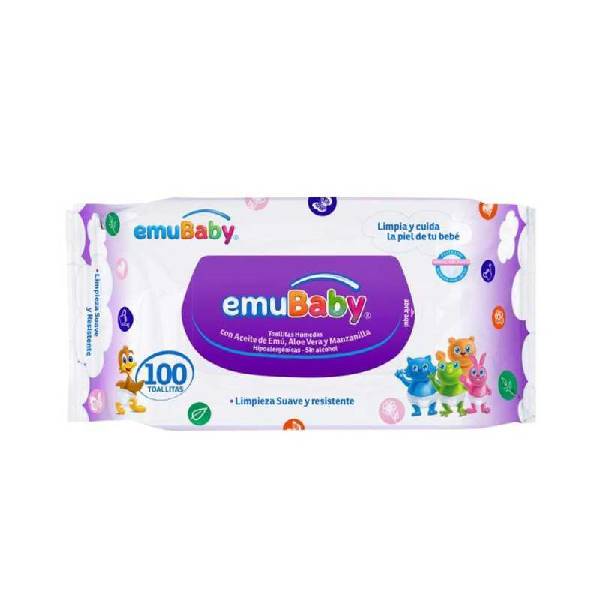 emuBaby®
Limpia y cuida
la piel de tu bebé
emuBaby®
Toallitas Húmedas
con Aceite de Emú, Aloe Vera y Manzanilla
Hipoalergénicas - Sin alcohol
• Limpieza Suave
y Resistente
100
TOALLITAS
• Limpieza Suave y resistente